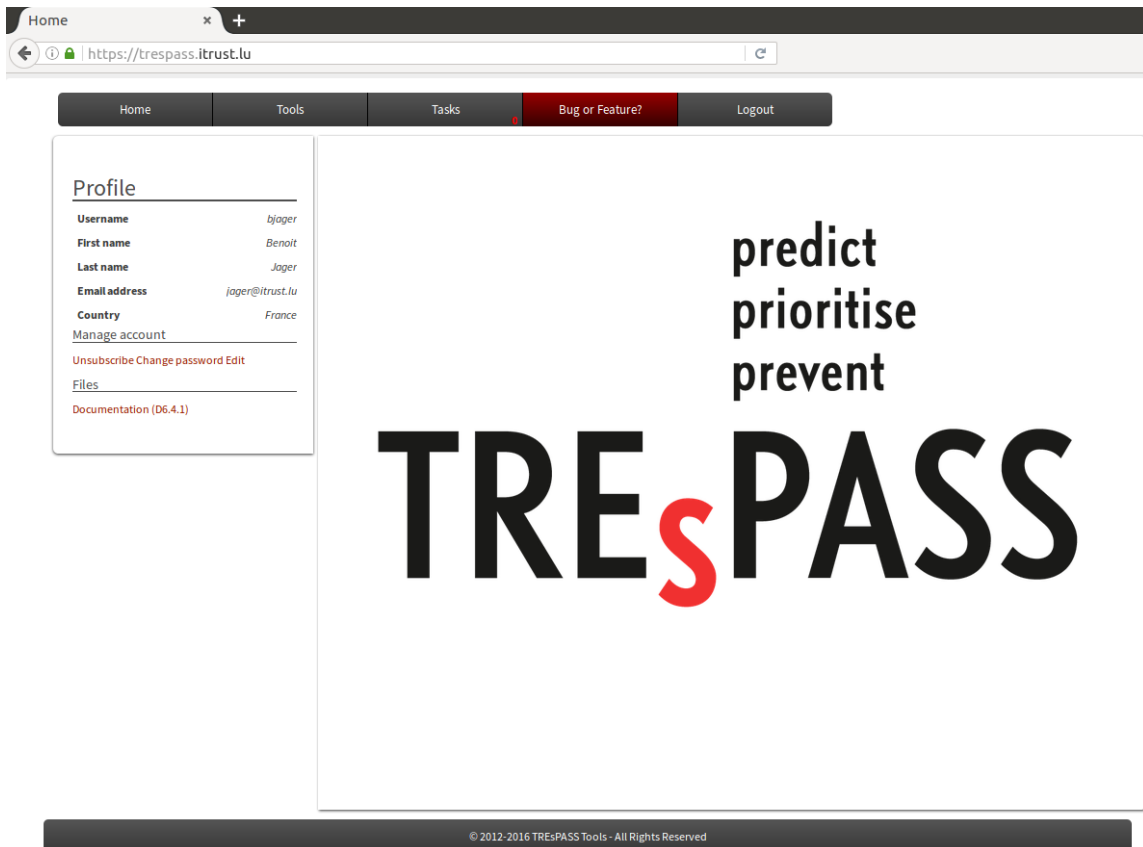 Home
https://trespass.itrust.lu
Home Tools Tasks 0 Bug or Feature? Logout
Profile
Username bjager
First name Benoit
Last name Jager
Email address jager@itrust.lu
Country France
Manage account
Unsubscribe Change password Edit
Files
Documentation (D6.4.1)
predict
prioritise
prevent
TREsPASS
© 2012-2016 TREsPASS Tools - All Rights Reserved